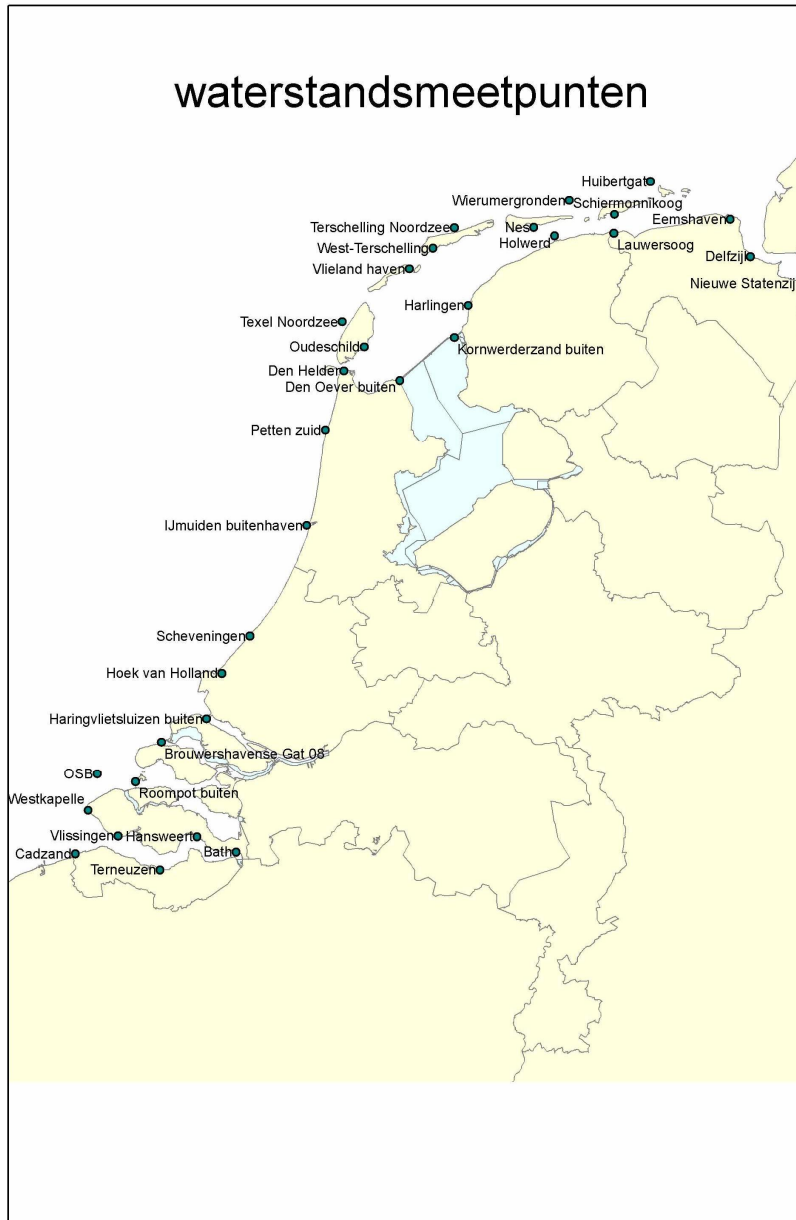 waterstandsmeetpunten
Huibertgat
Wierumergronden
Schiermonnikoog
Eemshaven
Terschelling Noordzee
Nes
Holwerd
Lauwersoog
West-Terschelling
Delfzijl
Vlieland haven
Nieuwe Statenzijl
Harlingen
Texel Noordzee
Oudeschild
Kornwerderzand buiten
Den Helder
Den Oever buiten
Petten zuid
IJmuiden buitenhaven
Scheveningen
Hoek van Holland
Haringvlietsluizen buiten
Brouwershavense Gat 08
OSB
Roompot buiten
Westkapelle
Vlissingen
Hansweert
Cadzand
Bath
Terneuzen